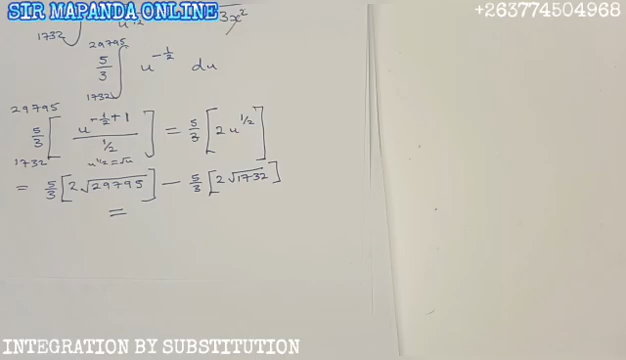 SIR MAPANDA ONLINE
+263774504968
1732 ∫ 3x²
29795
5/3 ∫ u^(-1/2) du
1732
29795
5/3 [ u^(-1/2 + 1) / (1/2) ] = 5/3 [ 2u^(1/2) ]
1732 u^(1/2) = √u
= 5/3 [ 2√29795 ] − 5/3 [ 2√1732 ]
=
INTEGRATION BY SUBSTITUTION